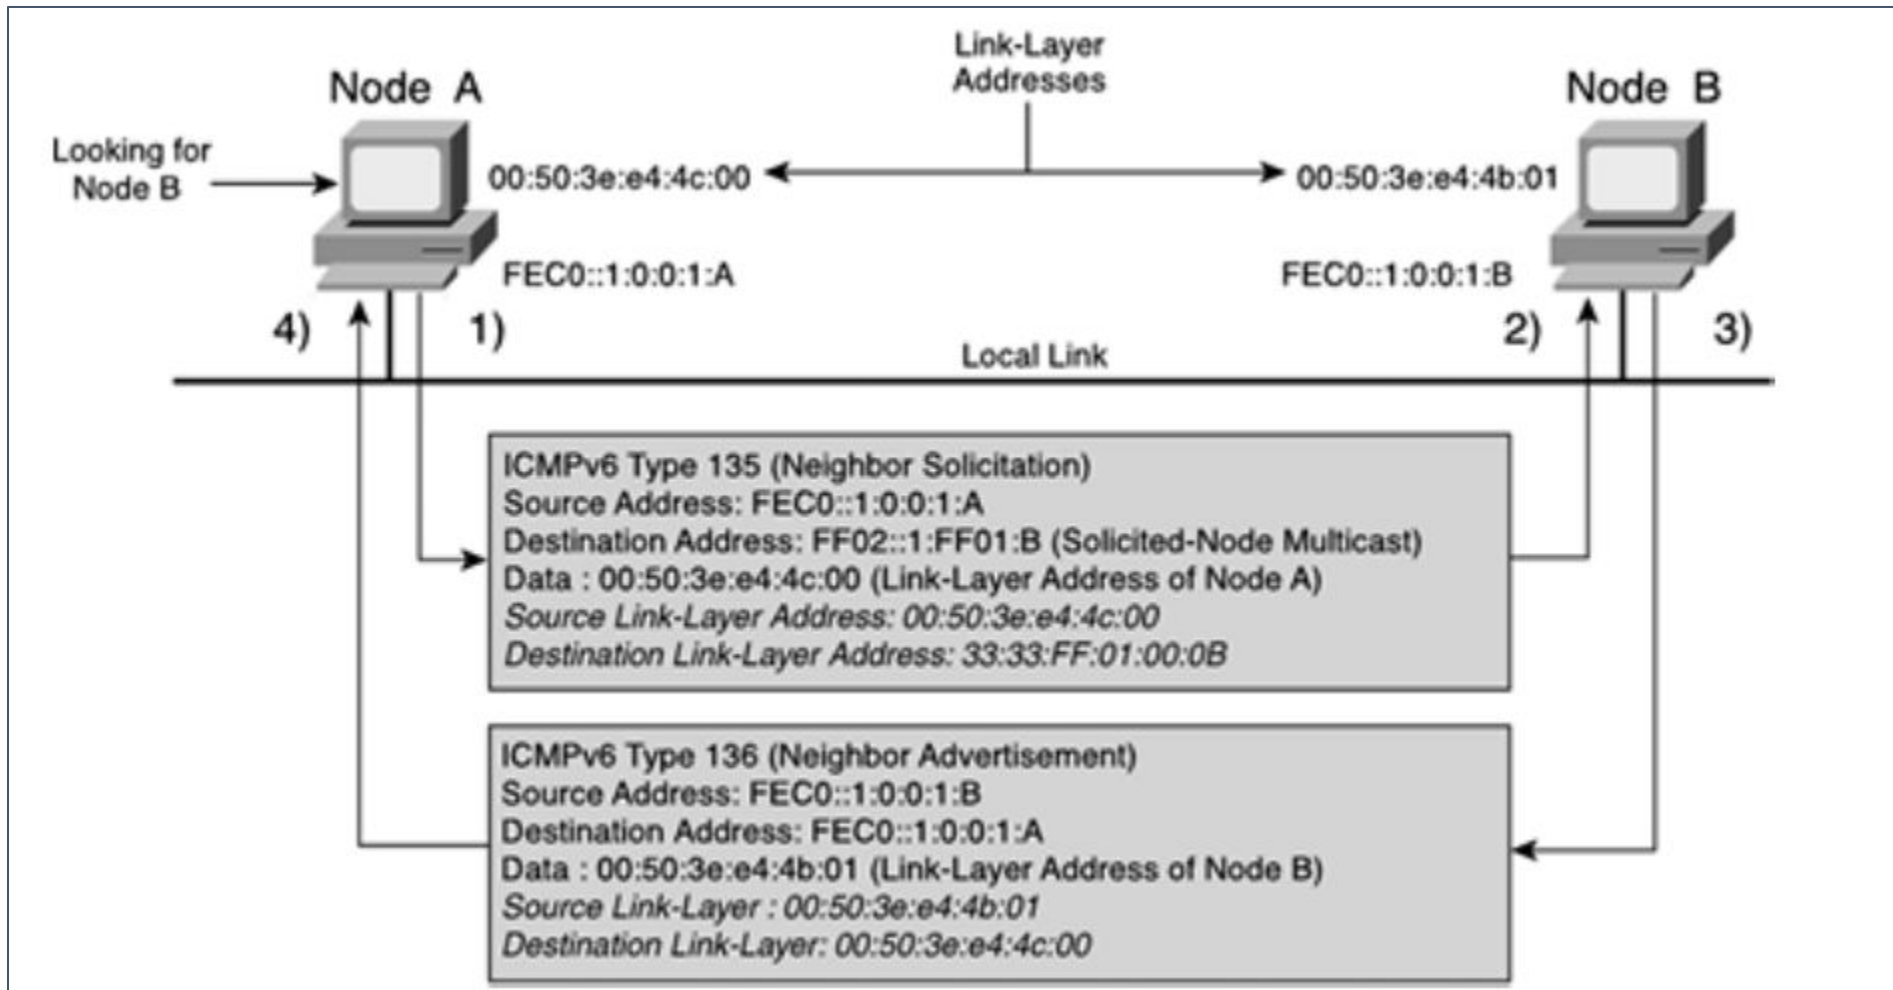 Link-Layer
Addresses
Node A
Node B
Looking for
Node B
00:50:3e:e4:4c:00
00:50:3e:e4:4b:01
FEC0::1:0:0:1:A
FEC0::1:0:0:1:B
4)
1)
2)
3)
Local Link
ICMPv6 Type 135 (Neighbor Solicitation)
Source Address: FEC0::1:0:0:1:A
Destination Address: FF02::1:FF01:B (Solicited-Node Multicast)
Data : 00:50:3e:e4:4c:00 (Link-Layer Address of Node A)
Source Link-Layer Address: 00:50:3e:e4:4c:00
Destination Link-Layer Address: 33:33:FF:01:00:0B
ICMPv6 Type 136 (Neighbor Advertisement)
Source Address: FEC0::1:0:0:1:B
Destination Address: FEC0::1:0:0:1:A
Data : 00:50:3e:e4:4b:01 (Link-Layer Address of Node B)
Source Link-Layer : 00:50:3e:e4:4b:01
Destination Link-Layer: 00:50:3e:e4:4c:00